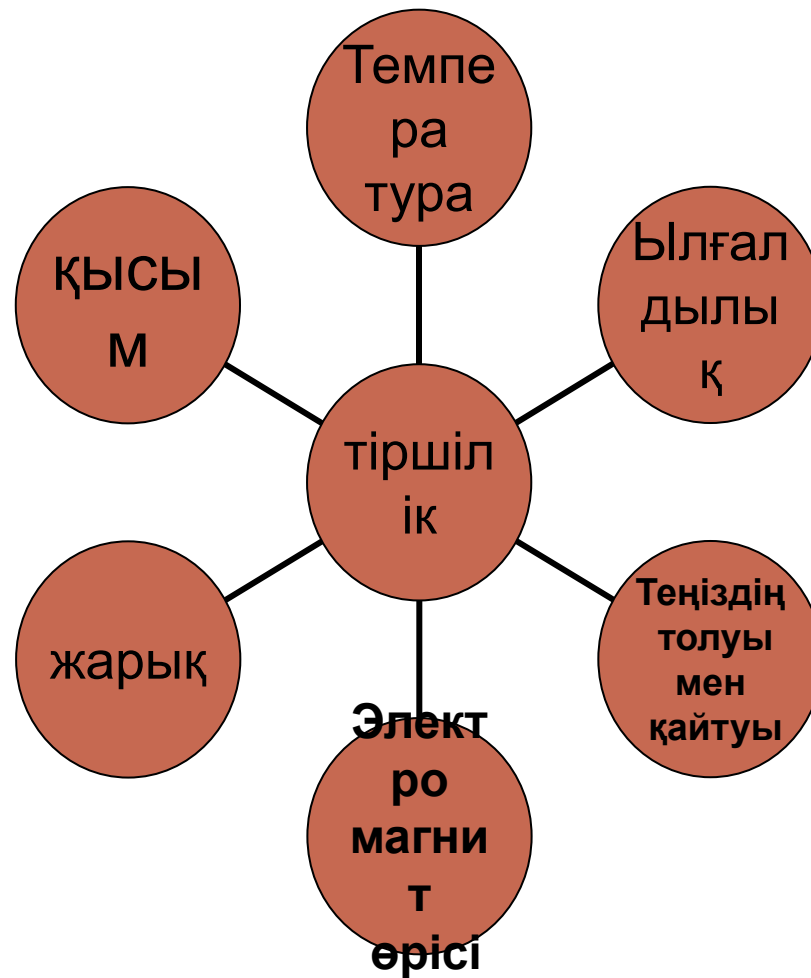 Темпе
ра
тура
Ылғал
дылы
қ
Теңіздің
толуы
мен
қайтуы
Элект
ро
магни
т
өрісі
жарық
қысы
м
тіршіл
ік